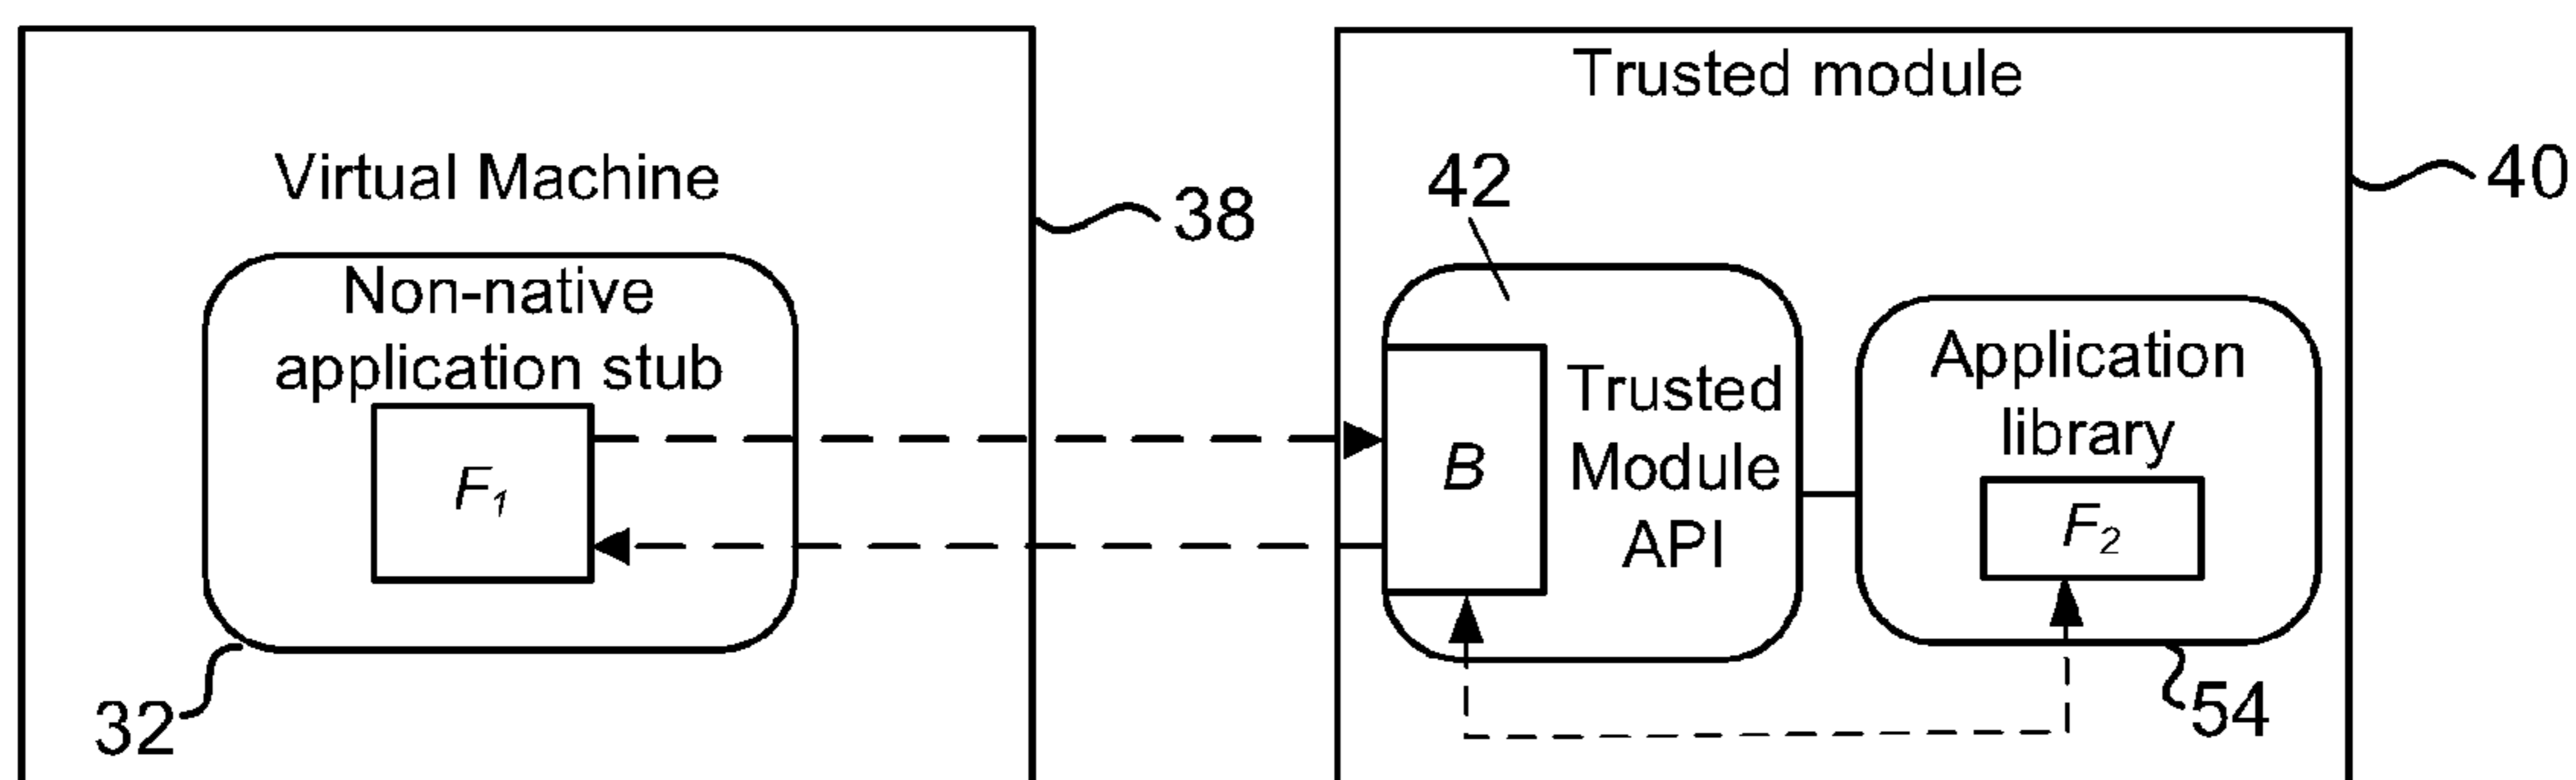 Trusted module
Virtual Machine
38
40
42
Non-native
application stub
F₁
32
B
Trusted
Module
API
Application
library
F₂
54